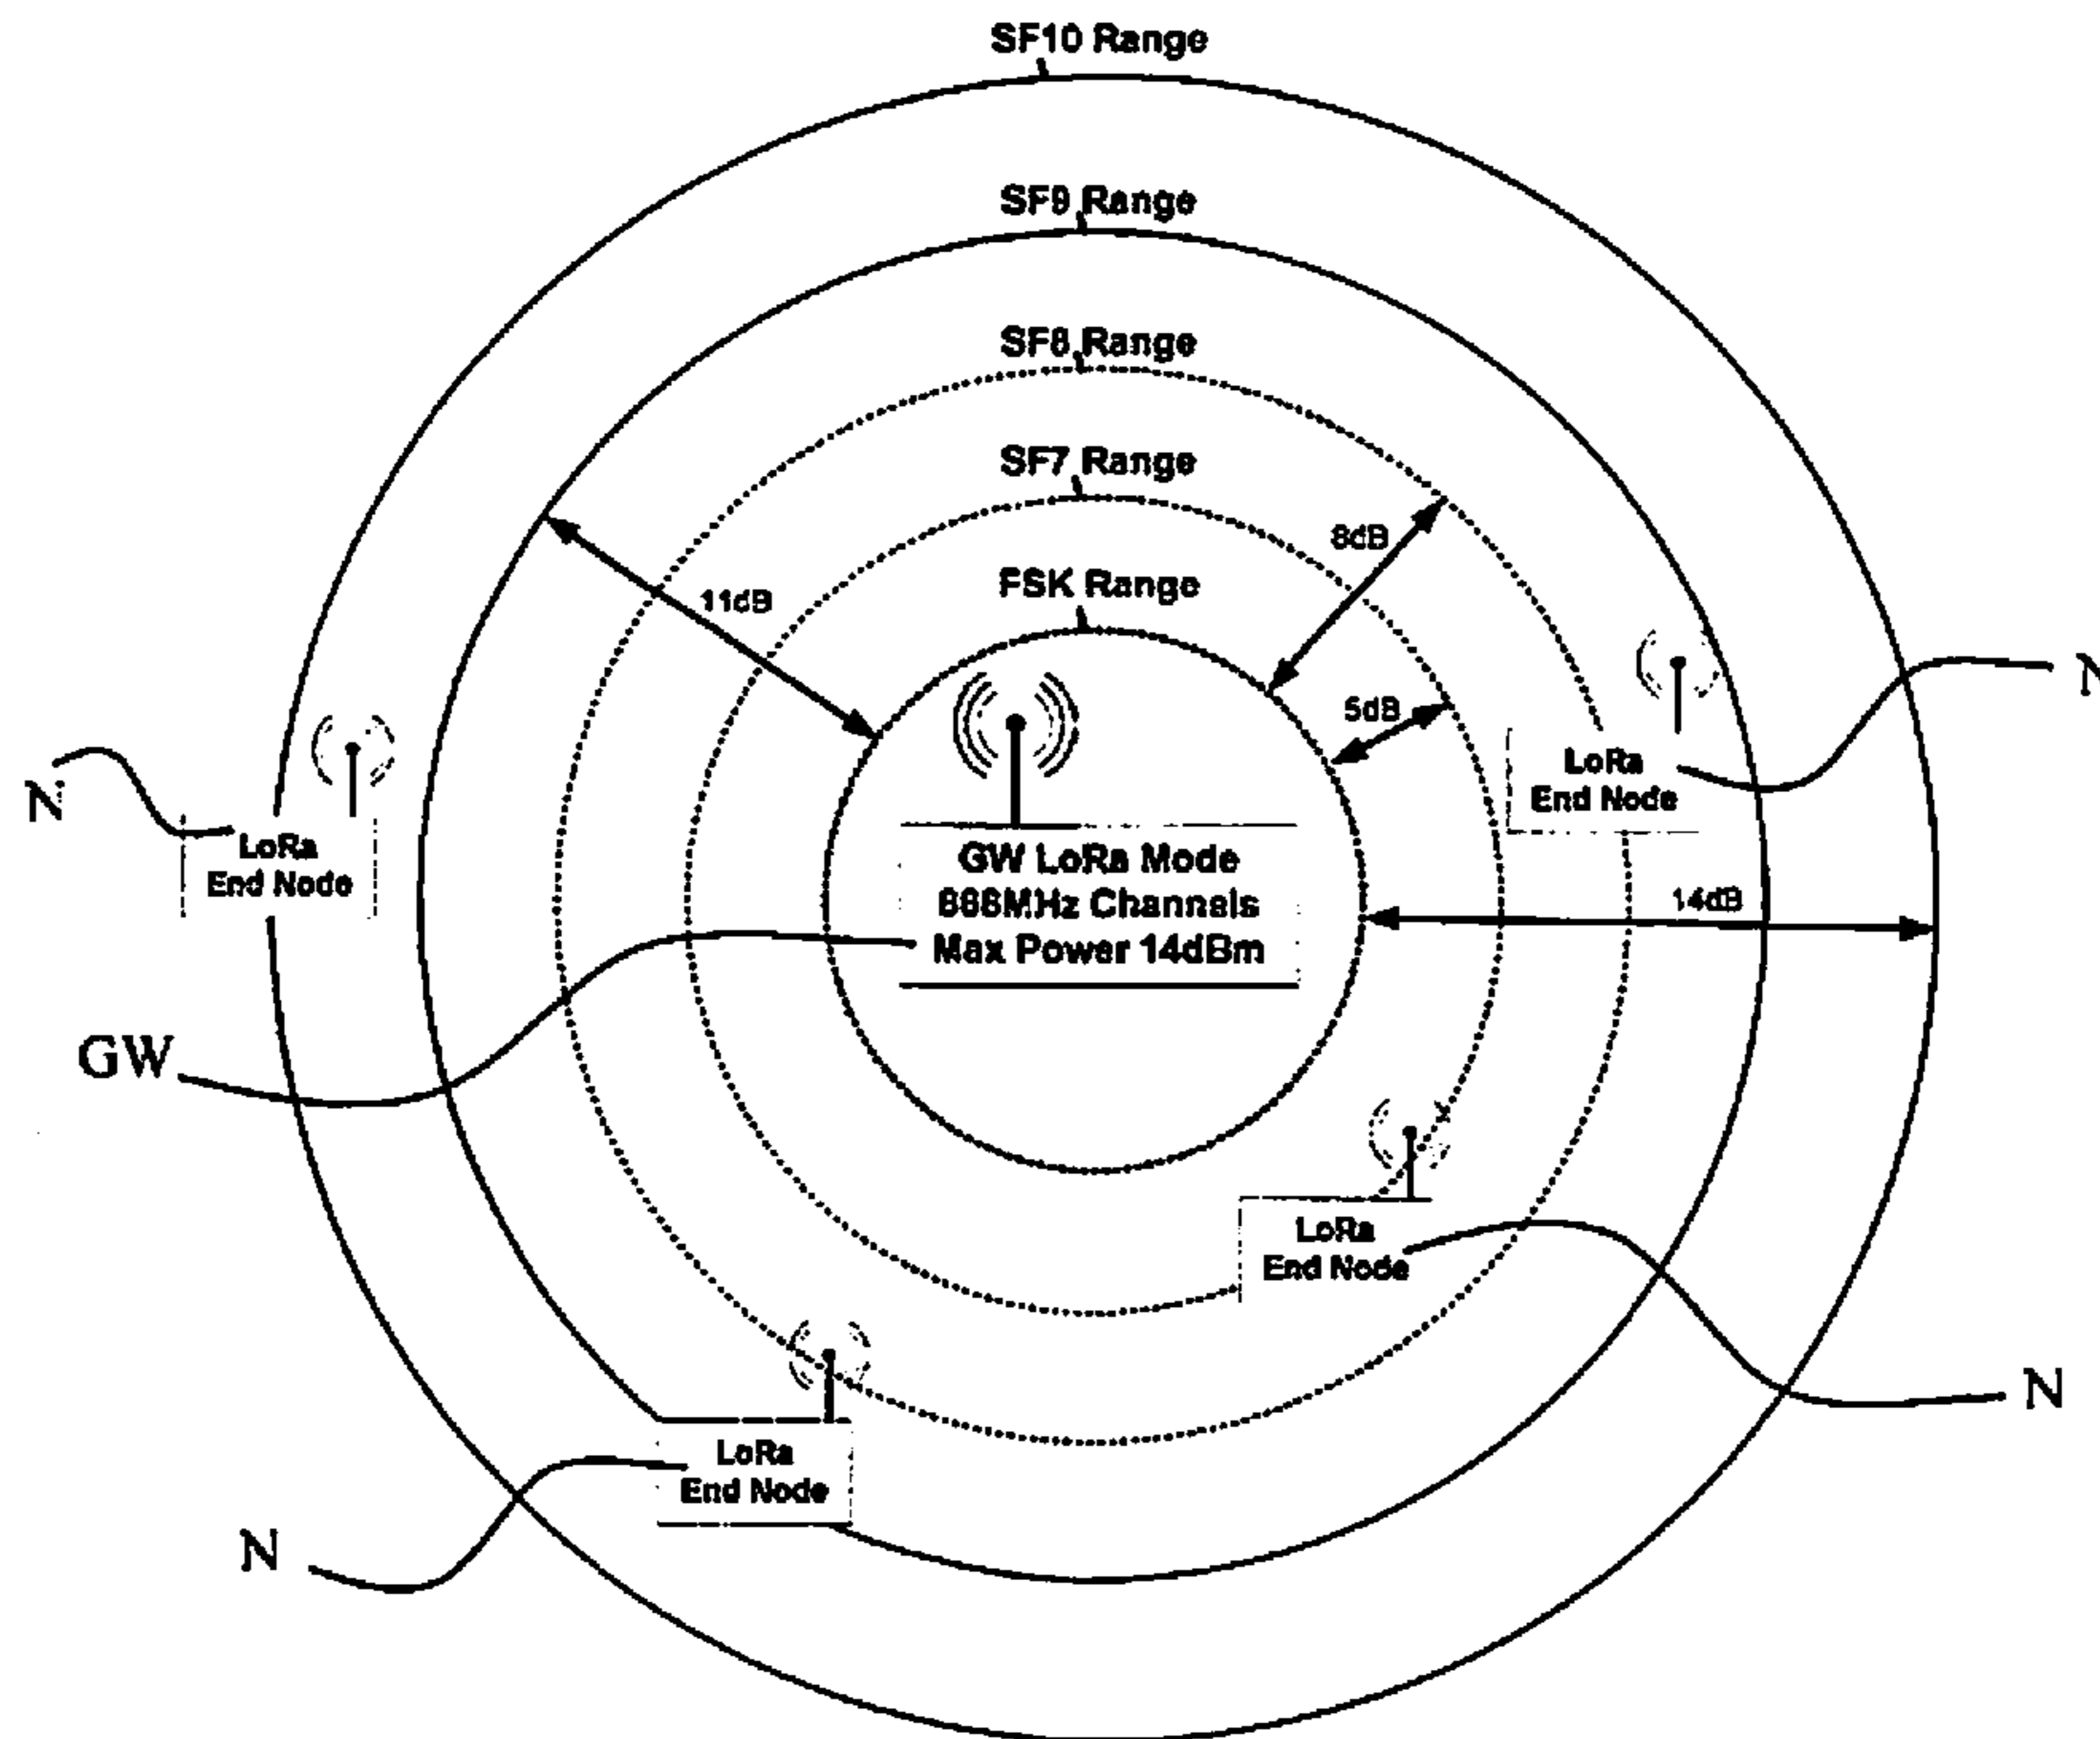 SF10 Range
SF9 Range
SF8 Range
SF7 Range
8dB
FSK Range
11dB
5dB
N
LoRa
End Node
N
LoRa
End Node
GW LoRa Mode
868MHz Channels
Max Power 14dBm
14dB
GW
LoRa
End Node
N
LoRa
End Node
N